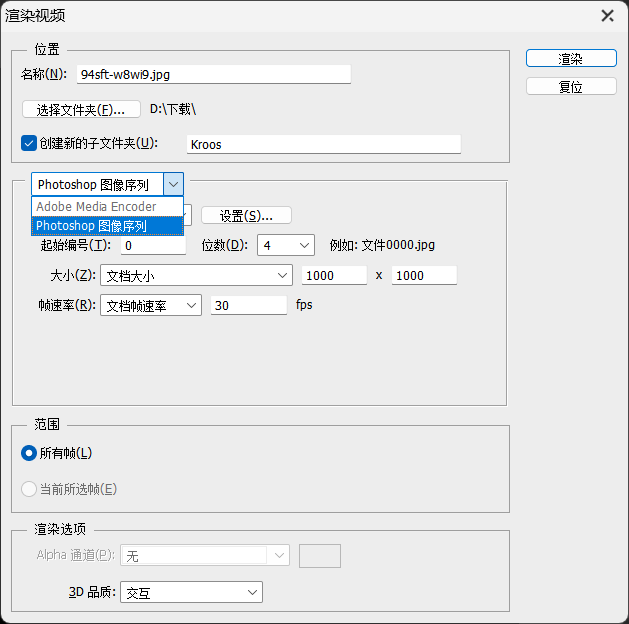 渲染视频
位置
名称(N): 94sft-w8wi9.jpg
渲染
选择文件夹(F)... D:\下载\
复位
创建新的子文件夹(U): Kroos
Photoshop 图像序列
Adobe Media Encoder
设置(S)...
Photoshop 图像序列
起始编号(T): 0 位数(D): 4 例如: 文件0000.jpg
大小(Z): 文档大小 1000 x 1000
帧速率(R): 文档帧速率 30 fps
范围
所有帧(L)
当前所选帧(E)
渲染选项
Alpha 通道(P): 无
3D 品质: 交互